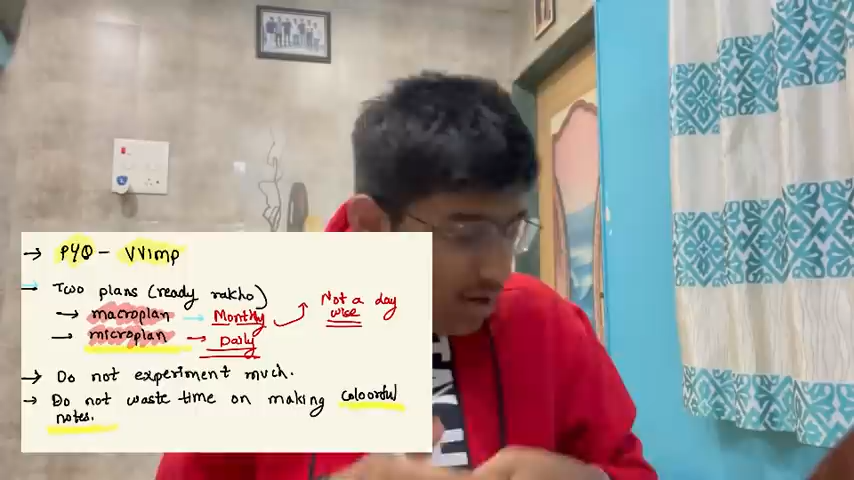 → PYQ - VVimp
→ Two plans (ready rakho)
→ macroplan → Monthly
Not a day
wise
→ microplan → Daily
→ Do not experiment much.
→ Do not waste time on making colourful
notes.